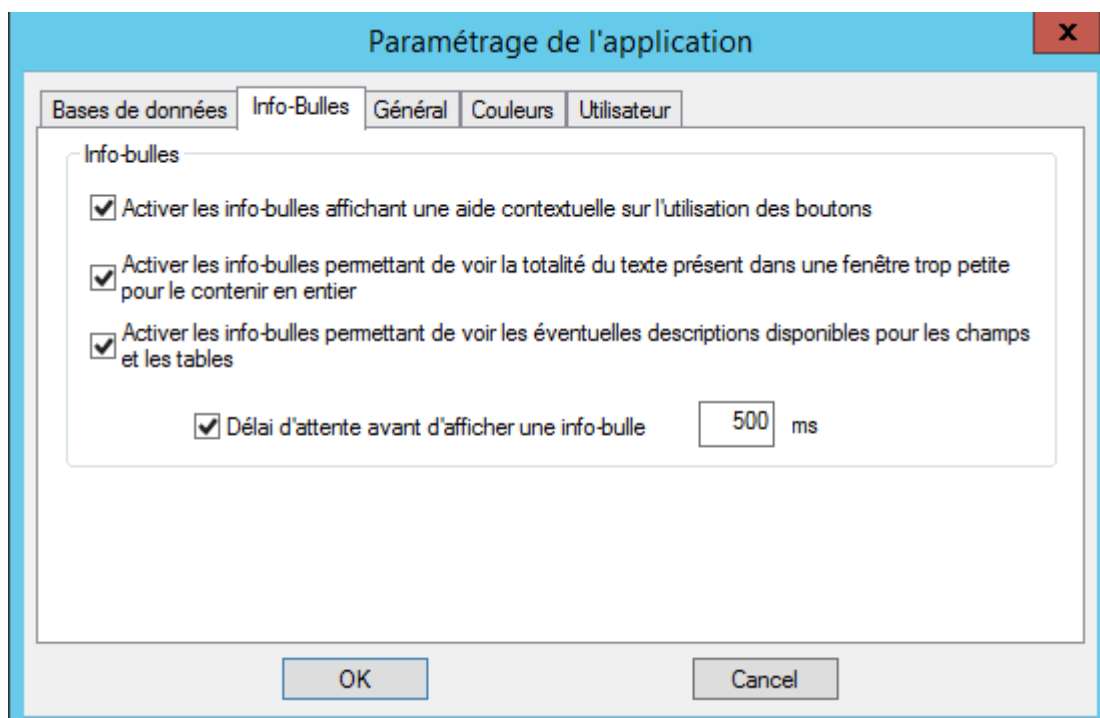 Paramétrage de l'application
x
Bases de données Info-Bulles Général Couleurs Utilisateur
Info-bulles
Activer les info-bulles affichant une aide contextuelle sur l'utilisation des boutons
Activer les info-bulles permettant de voir la totalité du texte présent dans une fenêtre trop petite
pour le contenir en entier
Activer les info-bulles permettant de voir les éventuelles descriptions disponibles pour les champs
et les tables
Délai d'attente avant d'afficher une info-bulle 500 ms
OK Cancel